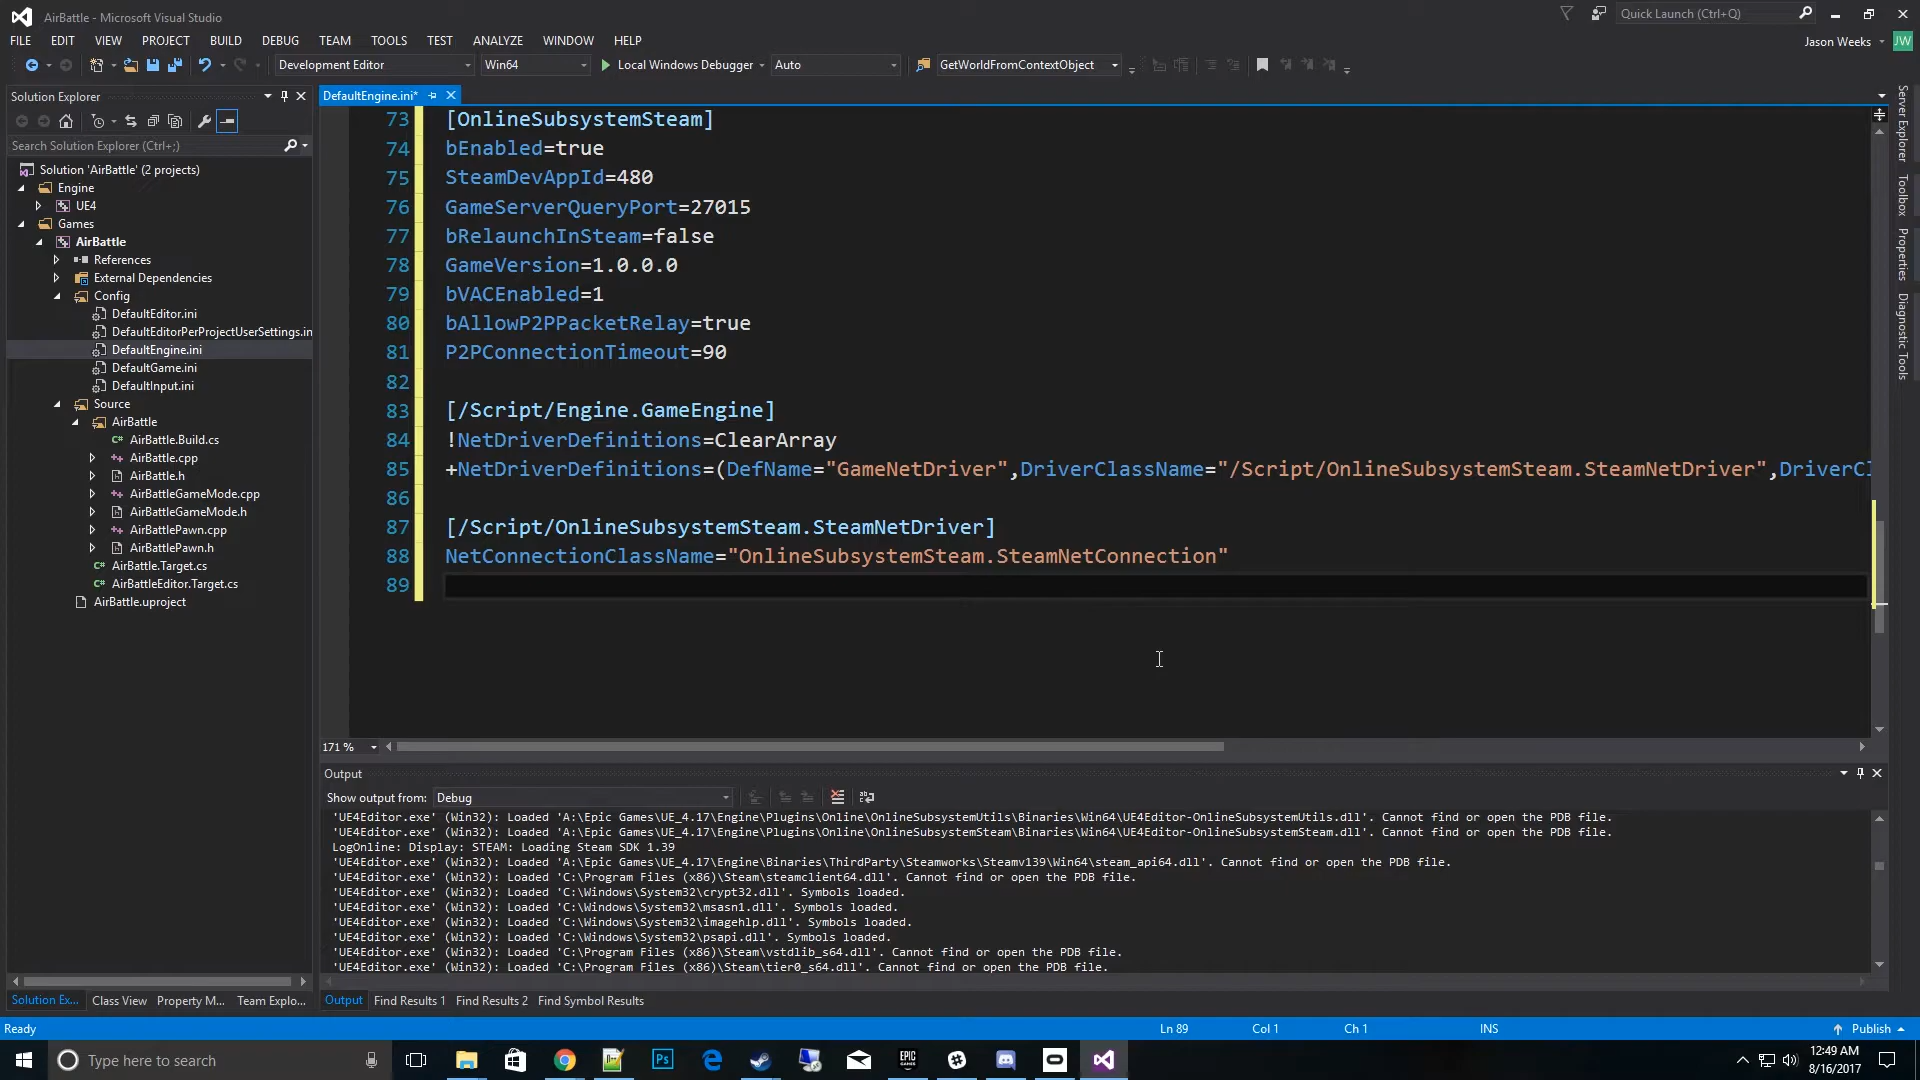 AirBattle - Microsoft Visual Studio
Quick Launch (Ctrl+Q)
FILE EDIT VIEW PROJECT BUILD DEBUG TEAM TOOLS TEST ANALYZE WINDOW HELP
Jason Weeks JW
Development Editor Win64 Local Windows Debugger Auto GetWorldFromContextObject
Solution Explorer
Search Solution Explorer (Ctrl+;)
Solution 'AirBattle' (2 projects)
Engine
UE4
Games
AirBattle
References
External Dependencies
Config
DefaultEditor.ini
DefaultEditorPerProjectUserSettings.in
DefaultEngine.ini
DefaultGame.ini
DefaultInput.ini
Source
AirBattle
AirBattle.Build.cs
AirBattle.cpp
AirBattle.h
AirBattleGameMode.cpp
AirBattleGameMode.h
AirBattlePawn.cpp
AirBattlePawn.h
AirBattle.Target.cs
AirBattleEditor.Target.cs
AirBattle.uproject
Solution Ex... Class View Property M... Team Explo...
DefaultEngine.ini*
73 [OnlineSubsystemSteam]
74 bEnabled=true
75 SteamDevAppId=480
76 GameServerQueryPort=27015
77 bRelaunchInSteam=false
78 GameVersion=1.0.0.0
79 bVACEnabled=1
80 bAllowP2PPacketRelay=true
81 P2PConnectionTimeout=90
82
83 [/Script/Engine.GameEngine]
84 !NetDriverDefinitions=ClearArray
85 +NetDriverDefinitions=(DefName="GameNetDriver",DriverClassName="/Script/OnlineSubsystemSteam.SteamNetDriver",DriverCl
86
87 [/Script/OnlineSubsystemSteam.SteamNetDriver]
88 NetConnectionClassName="OnlineSubsystemSteam.SteamNetConnection"
89
171 %
Server Explorer
Toolbox
Properties
Diagnostic Tools
Output
Show output from: Debug
'UE4Editor.exe' (Win32): Loaded 'A:\Epic Games\UE_4.17\Engine\Plugins\Online\OnlineSubsystemUtils\Binaries\Win64\UE4Editor-OnlineSubsystemUtils.dll'. Cannot find or open the PDB file.
'UE4Editor.exe' (Win32): Loaded 'A:\Epic Games\UE_4.17\Engine\Plugins\Online\OnlineSubsystemSteam\Binaries\Win64\UE4Editor-OnlineSubsystemSteam.dll'. Cannot find or open the PDB file.
LogOnline: Display: STEAM: Loading Steam SDK 1.39
'UE4Editor.exe' (Win32): Loaded 'A:\Epic Games\UE_4.17\Engine\Binaries\ThirdParty\Steamworks\Steamv139\Win64\steam_api64.dll'. Cannot find or open the PDB file.
'UE4Editor.exe' (Win32): Loaded 'C:\Program Files (x86)\Steam\steamclient64.dll'. Cannot find or open the PDB file.
'UE4Editor.exe' (Win32): Loaded 'C:\Windows\System32\crypt32.dll'. Symbols loaded.
'UE4Editor.exe' (Win32): Loaded 'C:\Windows\System32\msasn1.dll'. Symbols loaded.
'UE4Editor.exe' (Win32): Loaded 'C:\Windows\System32\imagehlp.dll'. Symbols loaded.
'UE4Editor.exe' (Win32): Loaded 'C:\Windows\System32\psapi.dll'. Symbols loaded.
'UE4Editor.exe' (Win32): Loaded 'C:\Program Files (x86)\Steam\vstdlib_s64.dll'. Cannot find or open the PDB file.
'UE4Editor.exe' (Win32): Loaded 'C:\Program Files (x86)\Steam\tier0_s64.dll'. Cannot find or open the PDB file.
Output Find Results 1 Find Results 2 Find Symbol Results
Ready Ln 89 Col 1 Ch 1 INS Publish
Type here to search
Ps
EPIC GAMES
12:49 AM
8/16/2017